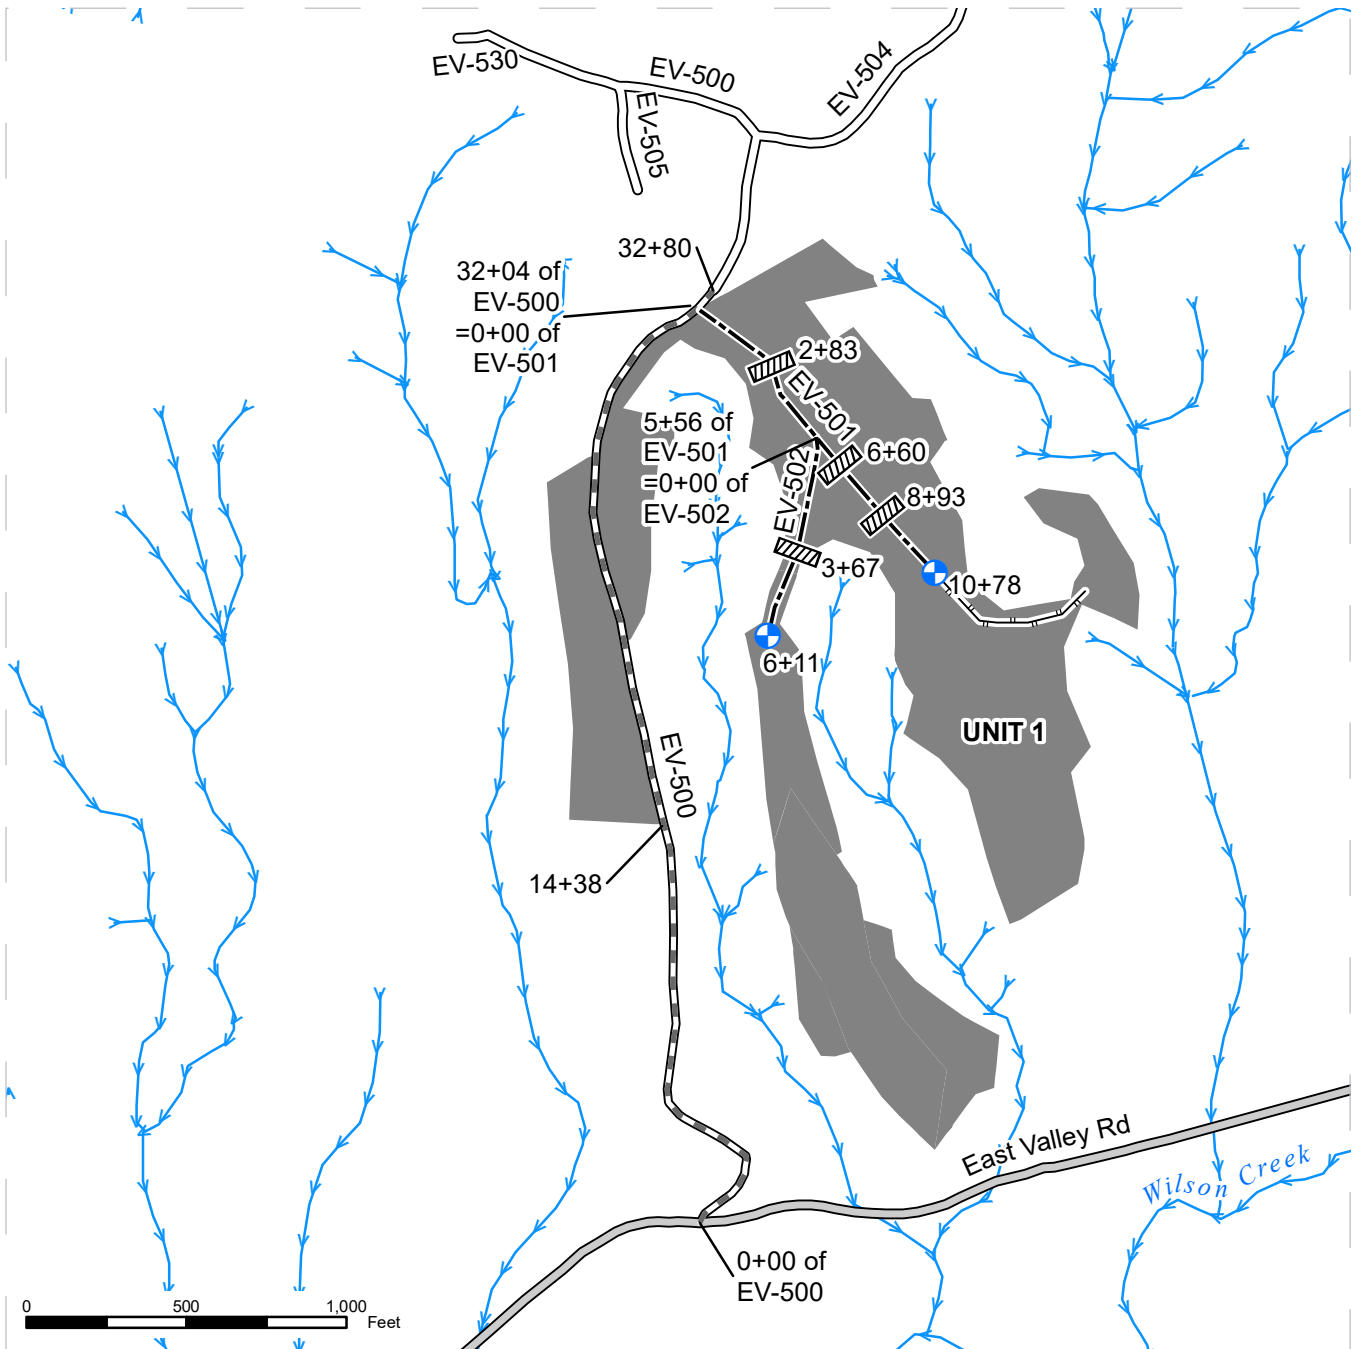 EV-530
EV-500
EV-504
EV-505
32+80
32+04 of
EV-500
=0+00 of
EV-501
2+83
EV-501
5+56 of
EV-501
=0+00 of
EV-502
EV-502
6+60
8+93
3+67
10+78
6+11
UNIT 1
EV-500
14+38
East Valley Rd
Wilson Creek
0+00 of
EV-500
0 500 1,000
Feet